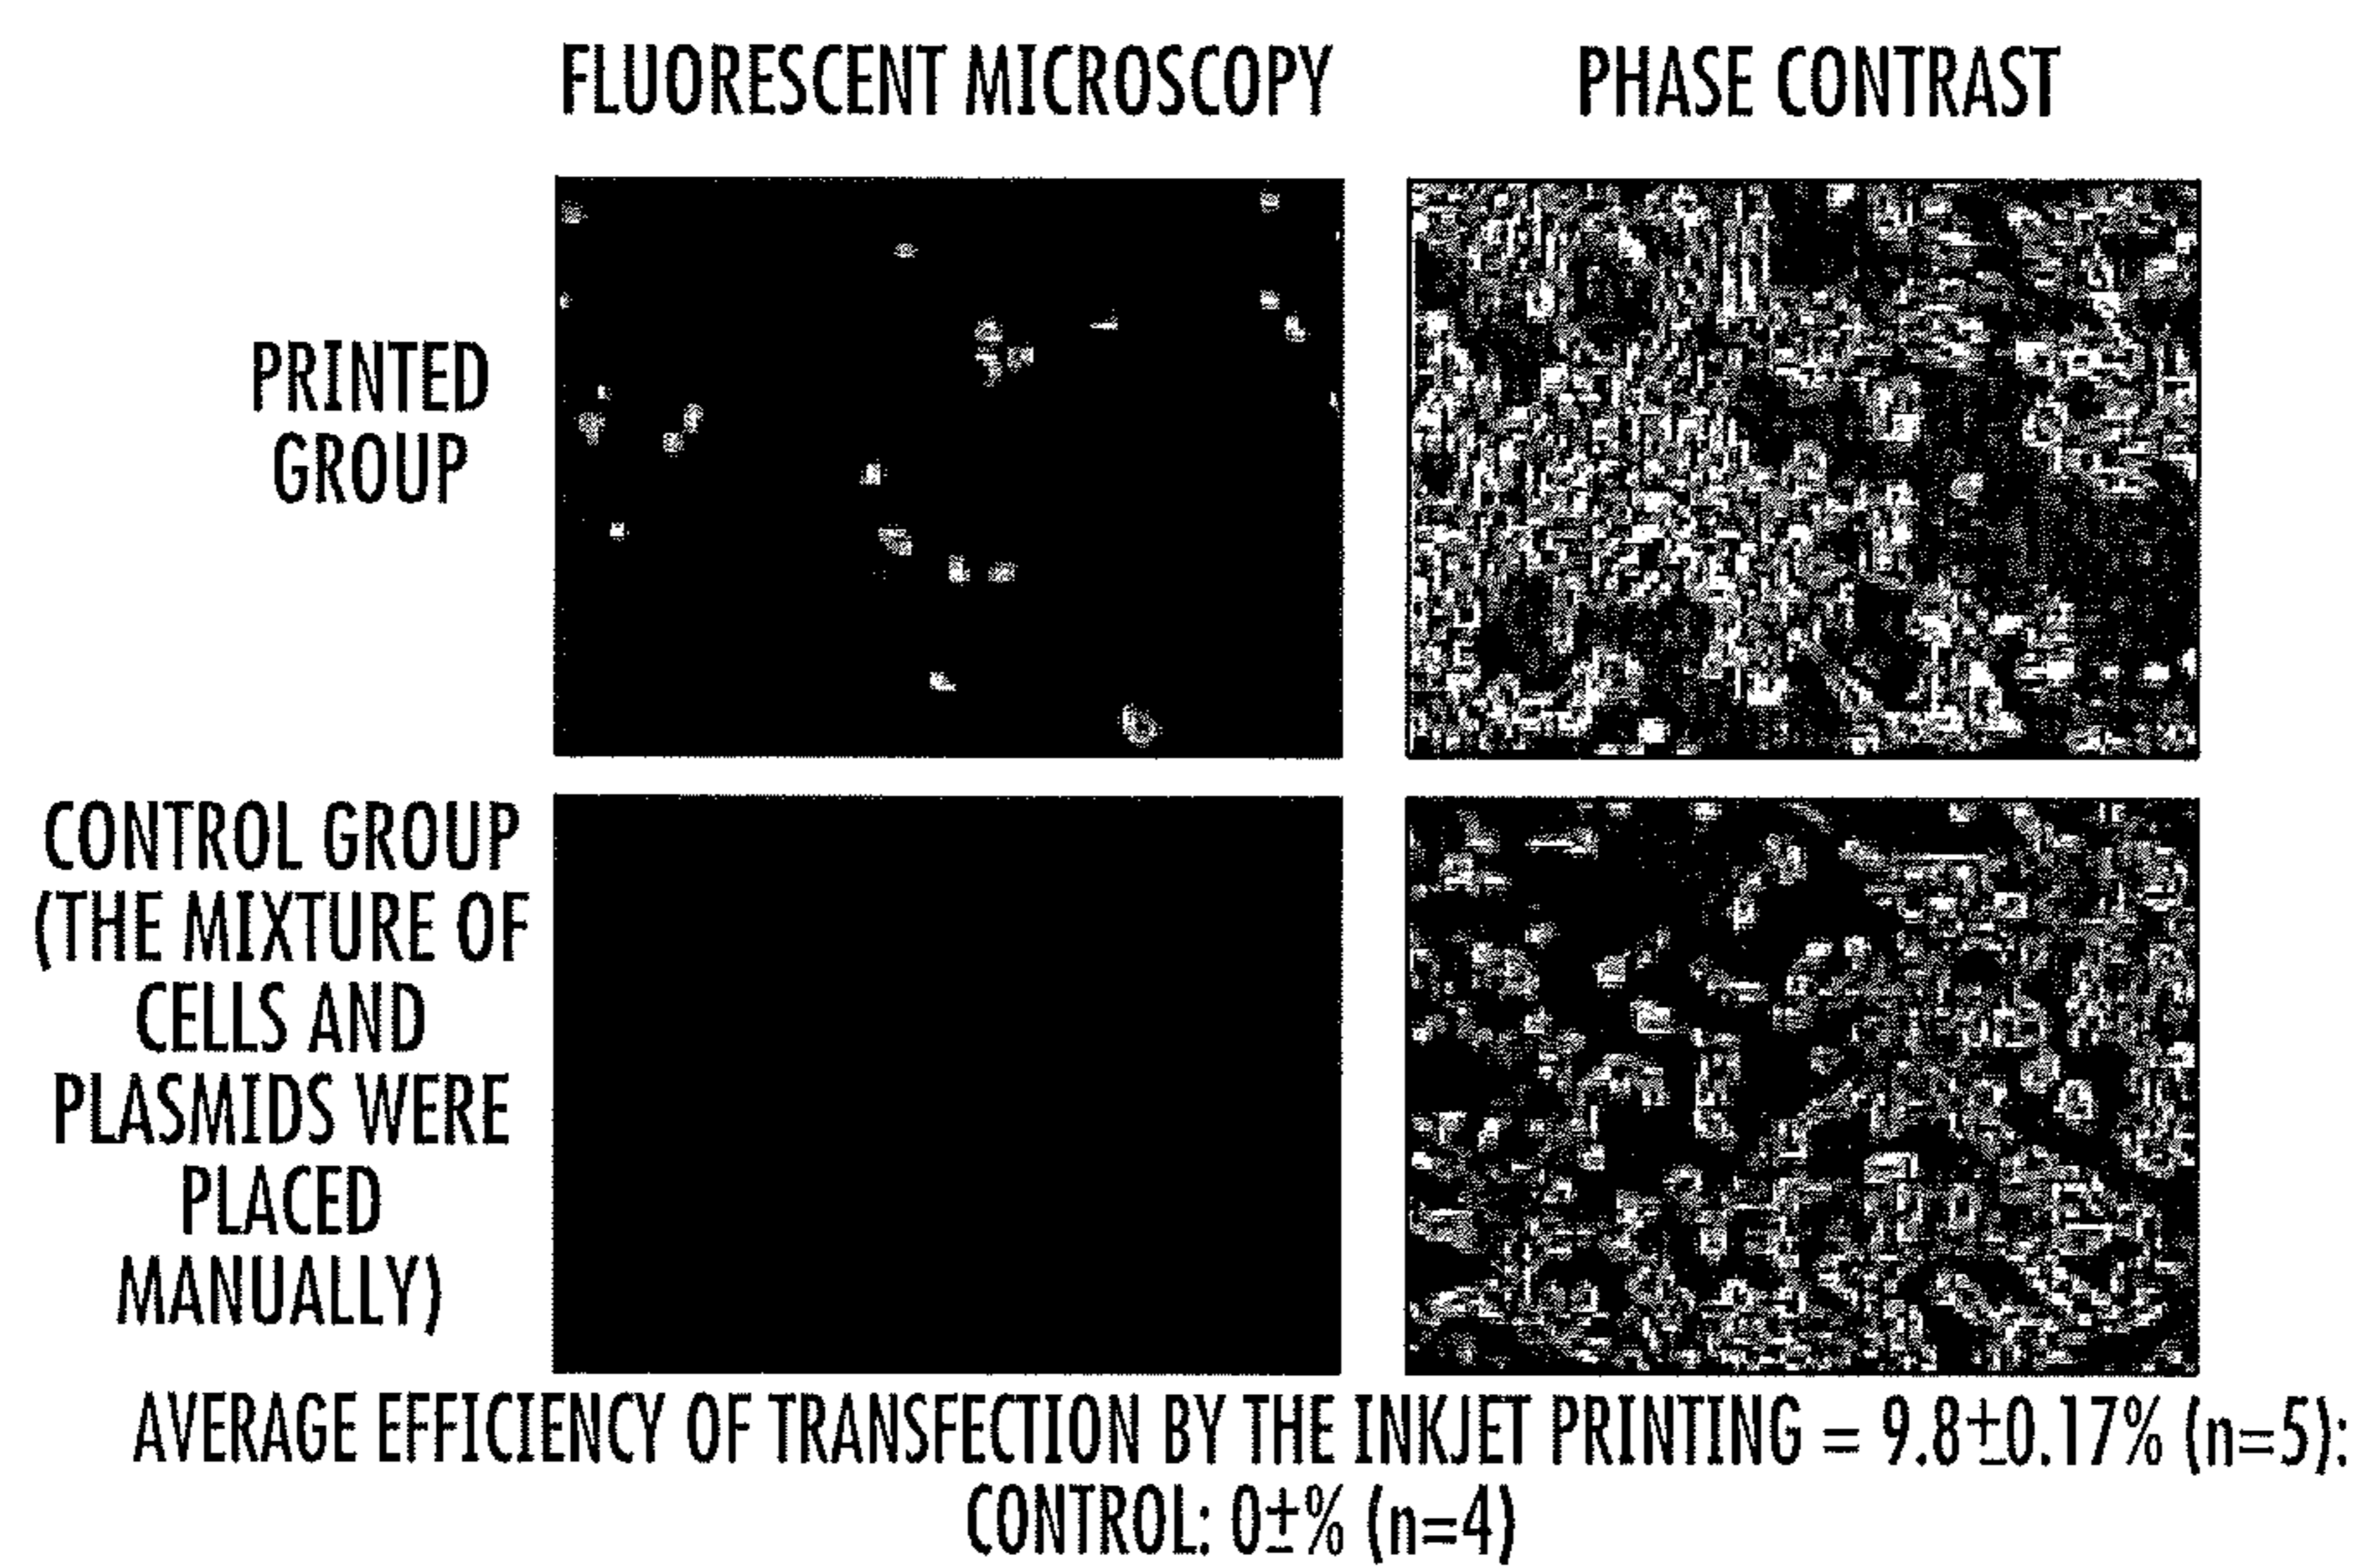 FLUORESCENT MICROSCOPY
PHASE CONTRAST
PRINTED
GROUP
CONTROL GROUP
(THE MIXTURE OF
CELLS AND
PLASMIDS WERE
PLACED
MANUALLY)
AVERAGE EFFICIENCY OF TRANSFECTION BY THE INKJET PRINTING = 9.8±0.17% (n=5):
CONTROL: 0±% (n=4)